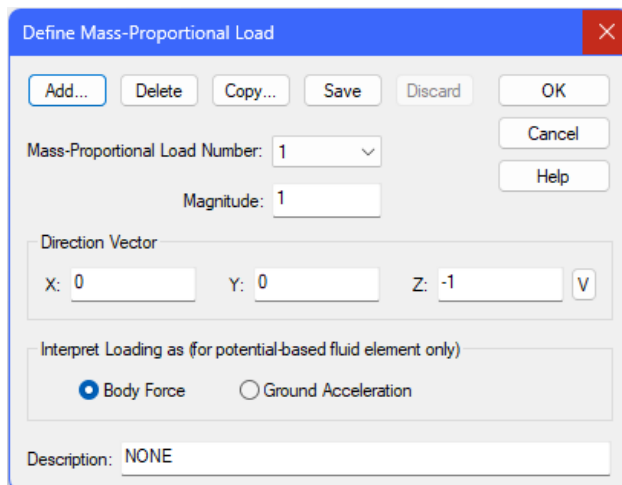 Define Mass-Proportional Load
Add... Delete Copy... Save Discard OK
Cancel
Mass-Proportional Load Number: 1
Help
Magnitude: 1
Direction Vector
X: 0 Y: 0 Z: -1 V
Interpret Loading as (for potential-based fluid element only)
Body Force Ground Acceleration
Description: NONE